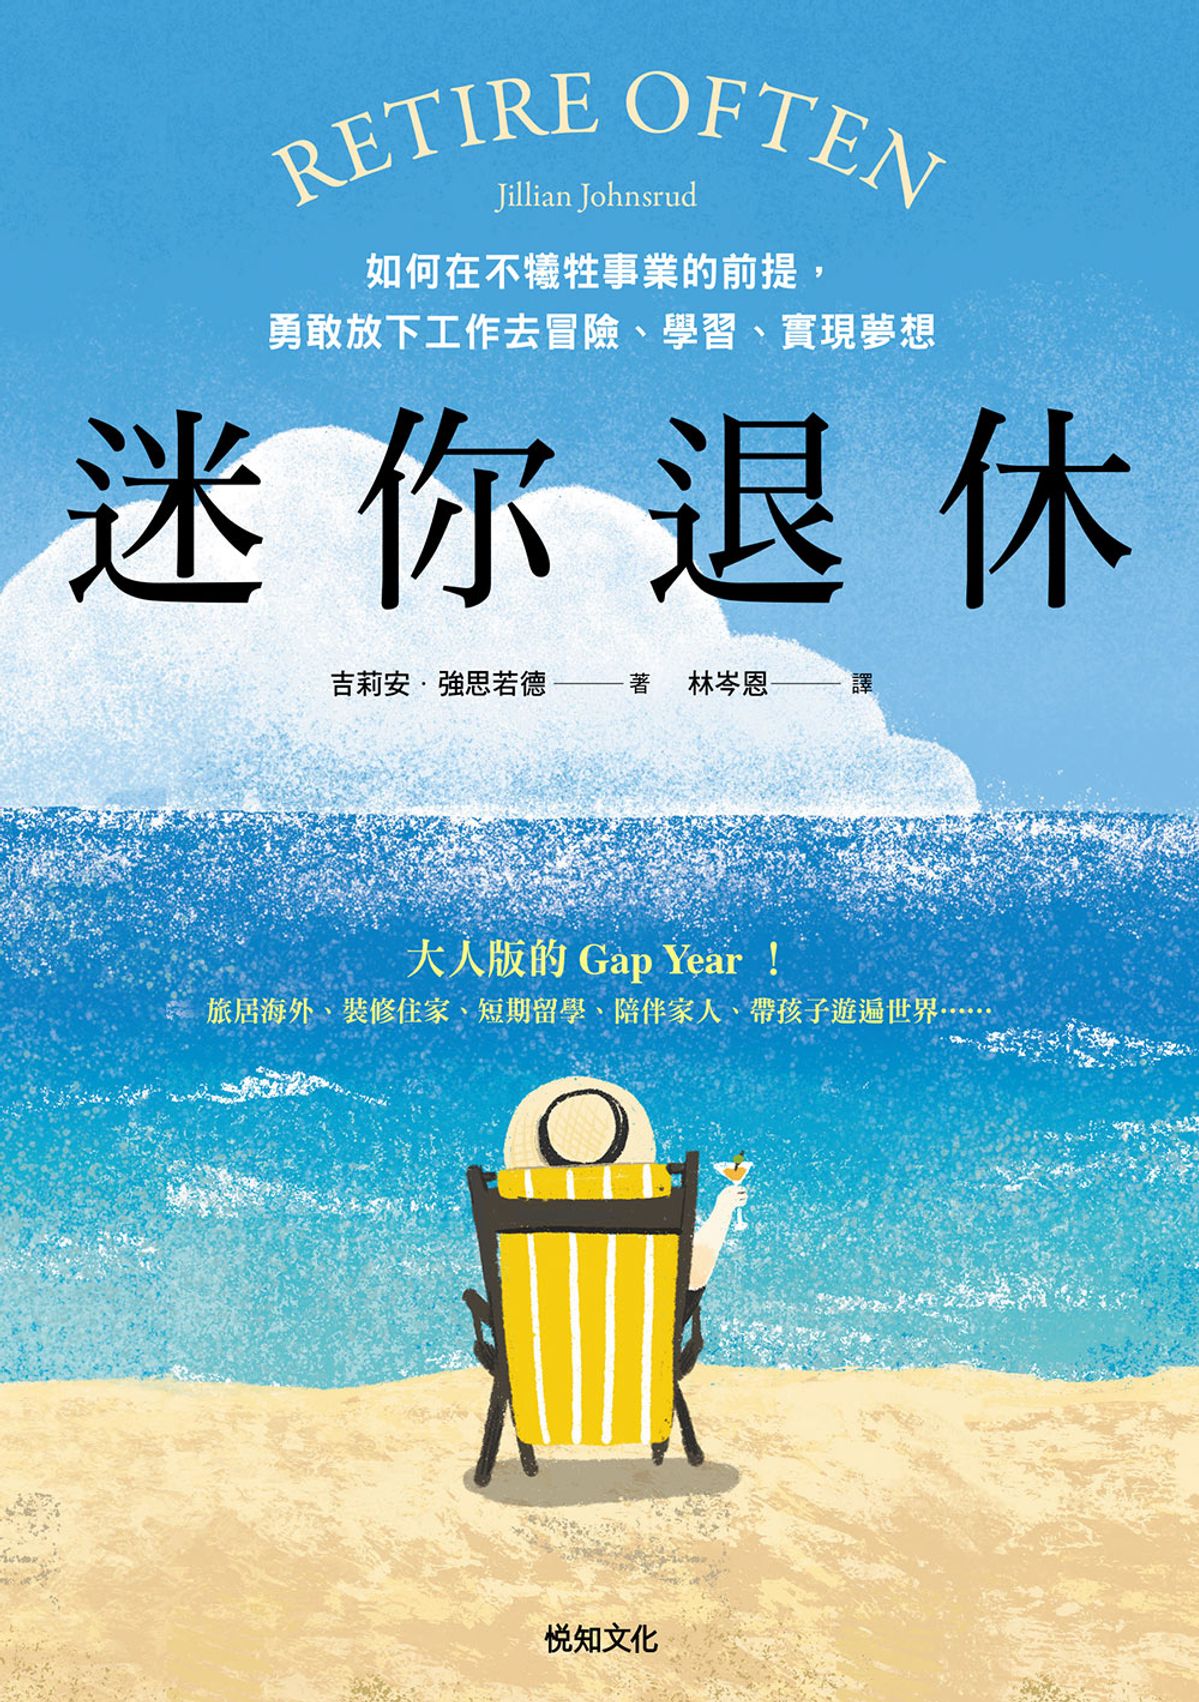 RETIRE OFTEN
Jillian Johnsrud
如何在不犧牲事業的前提，
勇敢放下工作去冒險、學習、實現夢想
迷你退休
吉莉安．強思若德——著 林岑恩——譯
大人版的 Gap Year ！
旅居海外、裝修住家、短期留學、陪伴家人、帶孩子遊遍世界……
悦知文化